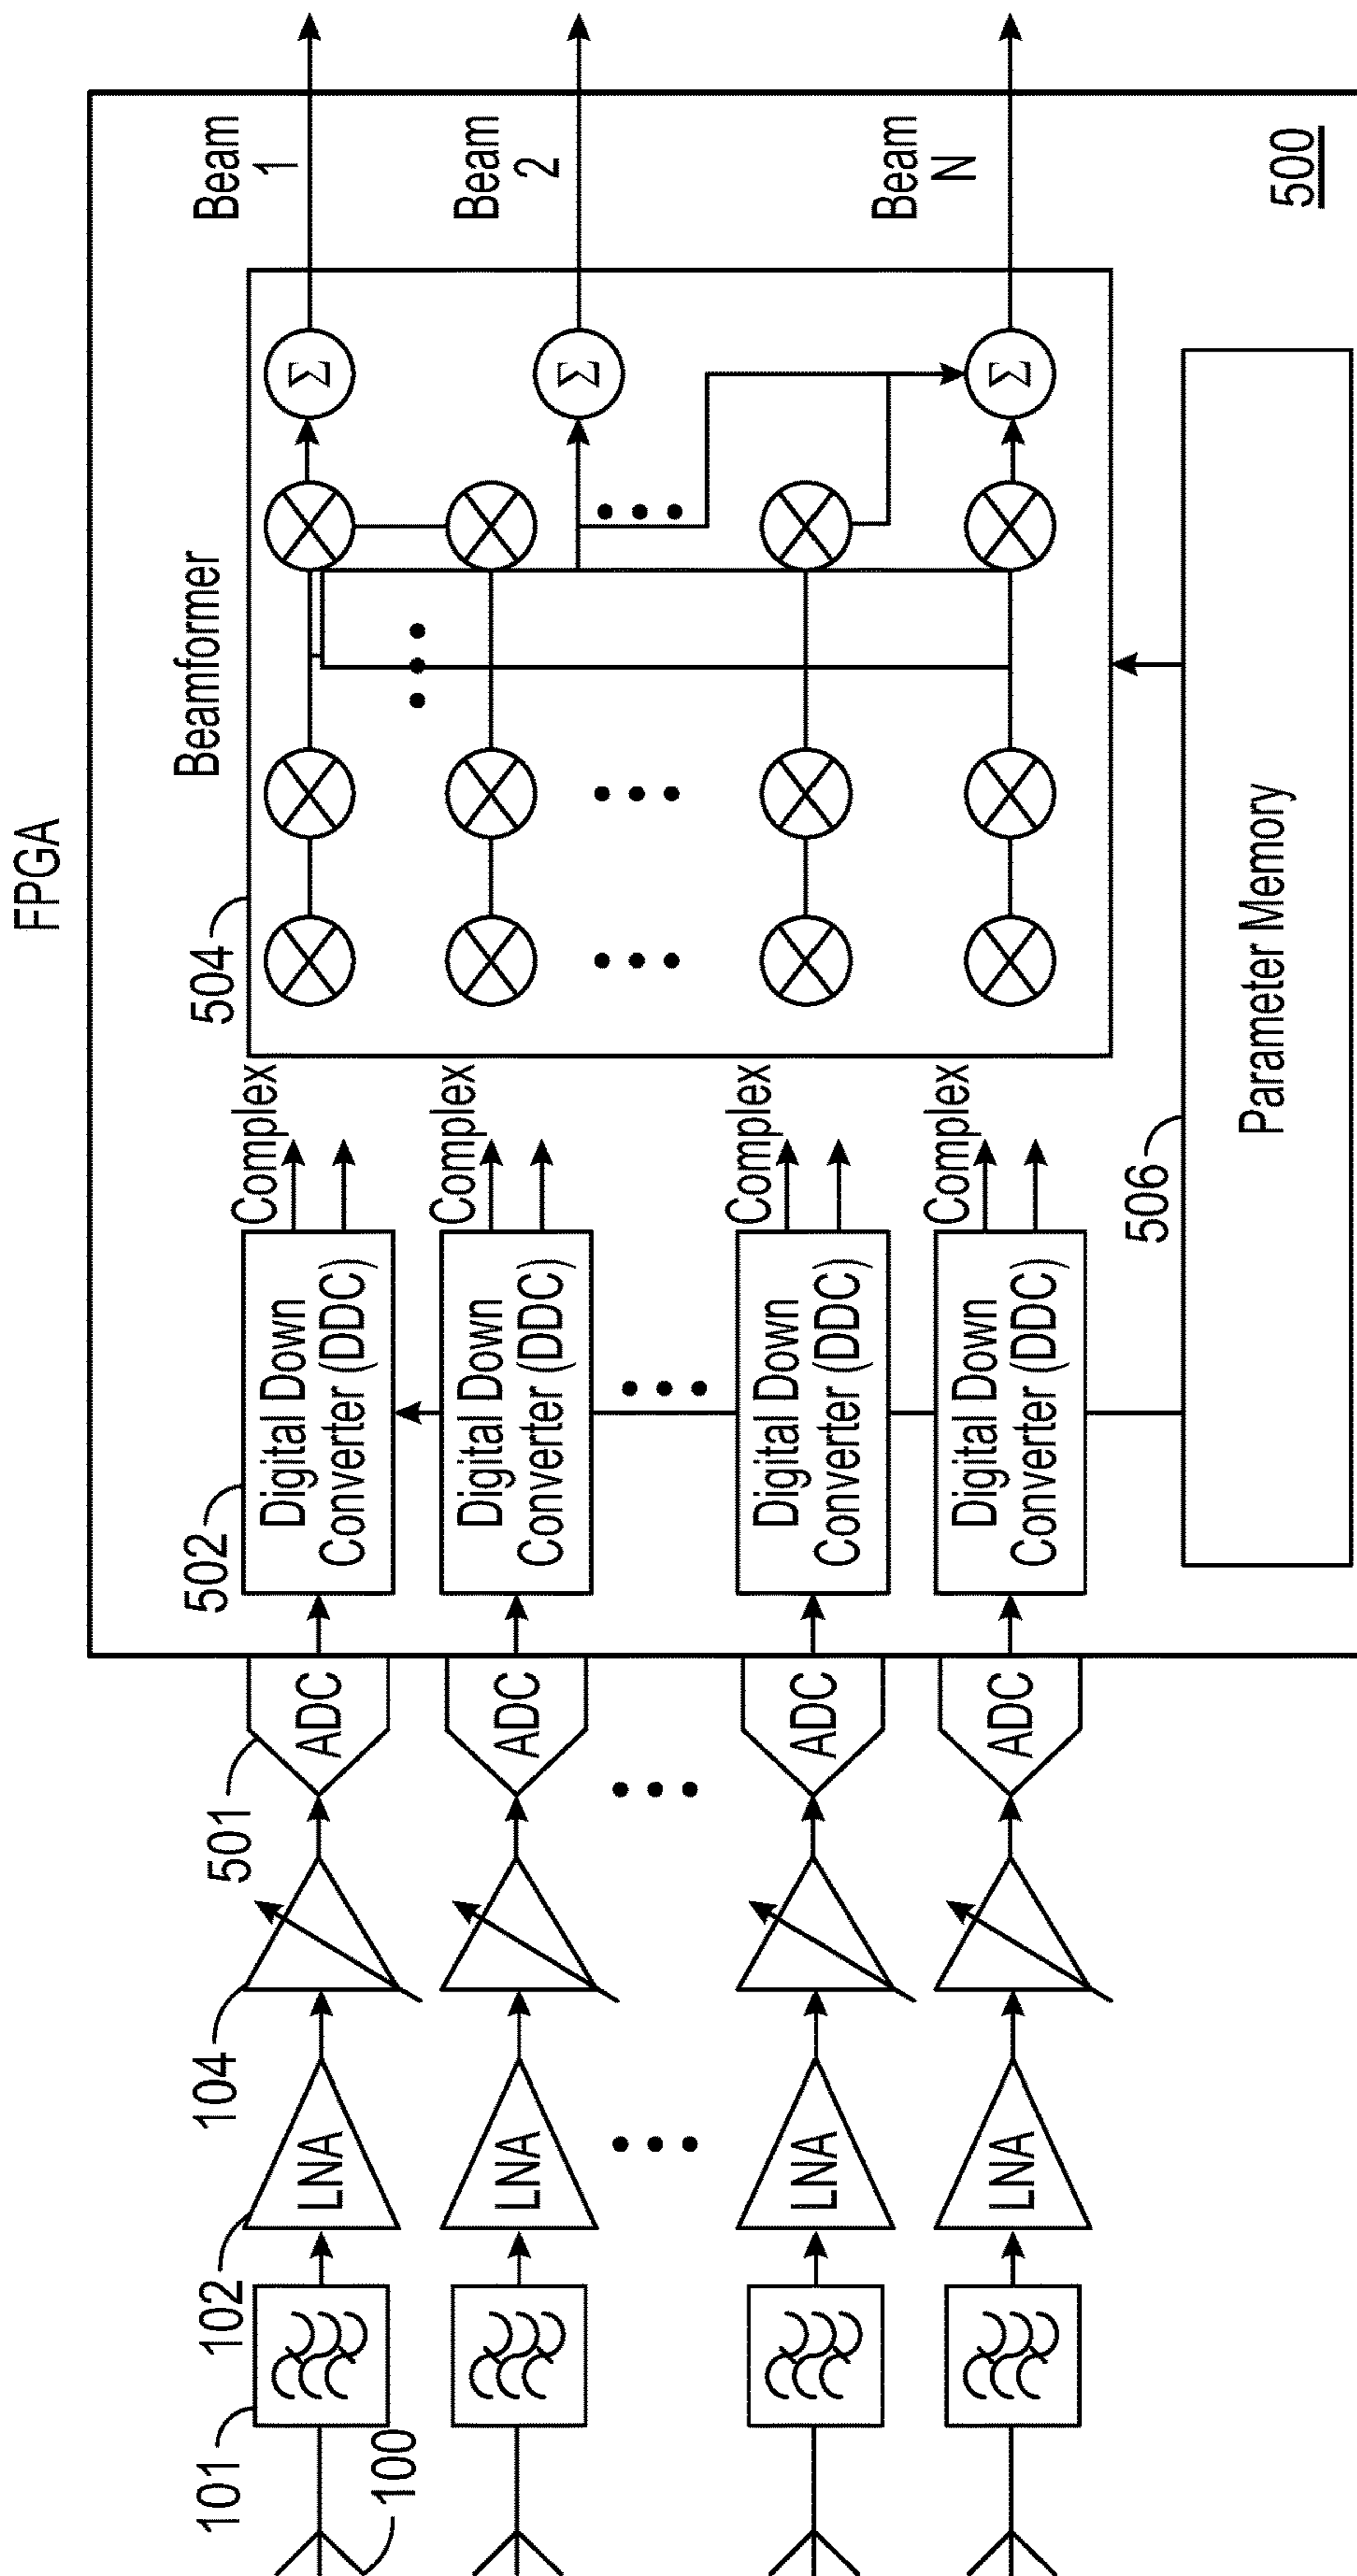 FPGA
500
Beamformer
504
Beam
1
Beam
2
Beam
N
Σ
Σ
Σ
100
101
102
LNA
104
501
ADC
502
Digital Down
Converter (DDC)
Complex
LNA
ADC
Digital Down
Converter (DDC)
Complex
LNA
ADC
Digital Down
Converter (DDC)
Complex
LNA
ADC
Digital Down
Converter (DDC)
Complex
506
Parameter Memory